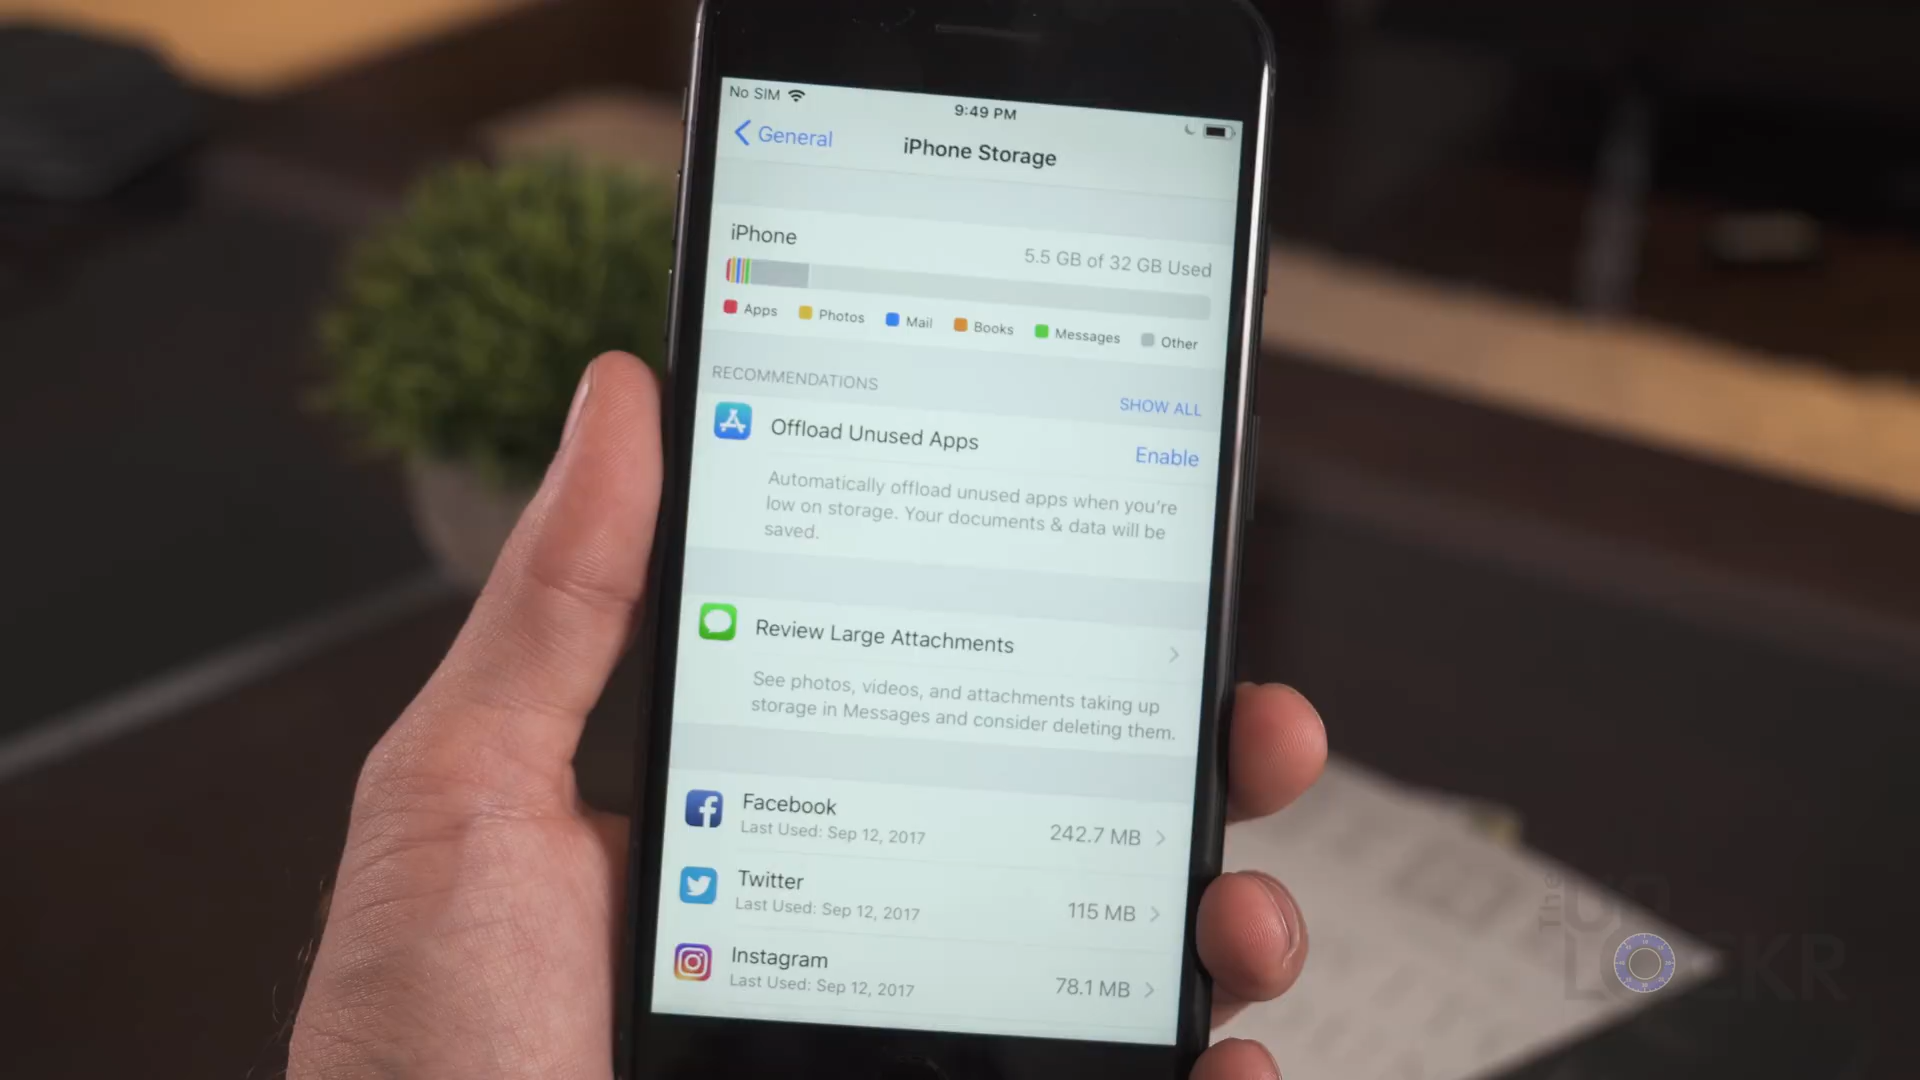 No SIM
9:49 PM
General
iPhone Storage
iPhone
5.5 GB of 32 GB Used
Apps Photos Mail Books Messages Other
RECOMMENDATIONS
SHOW ALL
Offload Unused Apps
Enable
Automatically offload unused apps when you're
low on storage. Your documents & data will be
saved.
Review Large Attachments
See photos, videos, and attachments taking up
storage in Messages and consider deleting them.
Facebook
Last Used: Sep 12, 2017
242.7 MB
Twitter
Last Used: Sep 12, 2017
115 MB
Instagram
Last Used: Sep 12, 2017
78.1 MB
The
UN
LOCKR